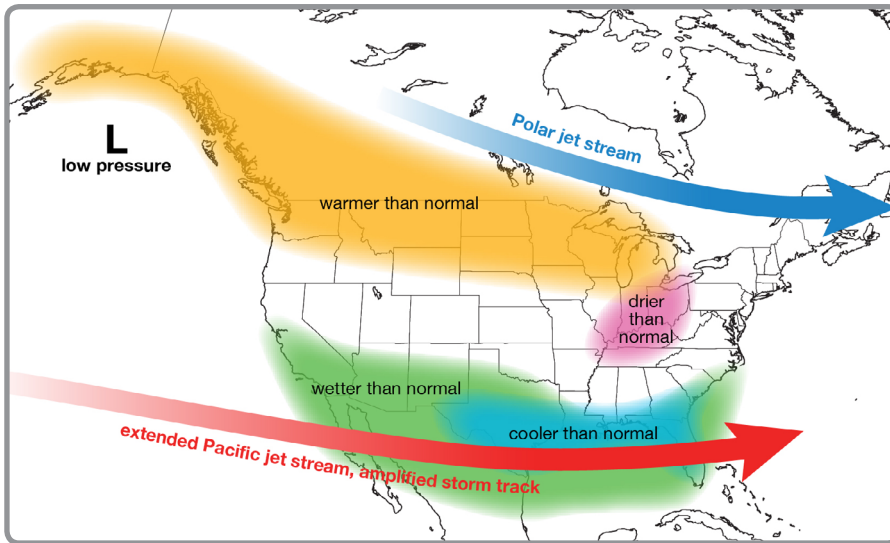 Polar jet stream
L
low pressure
warmer than normal
drier
than
normal
wetter than normal
cooler than normal
extended Pacific jet stream, amplified storm track